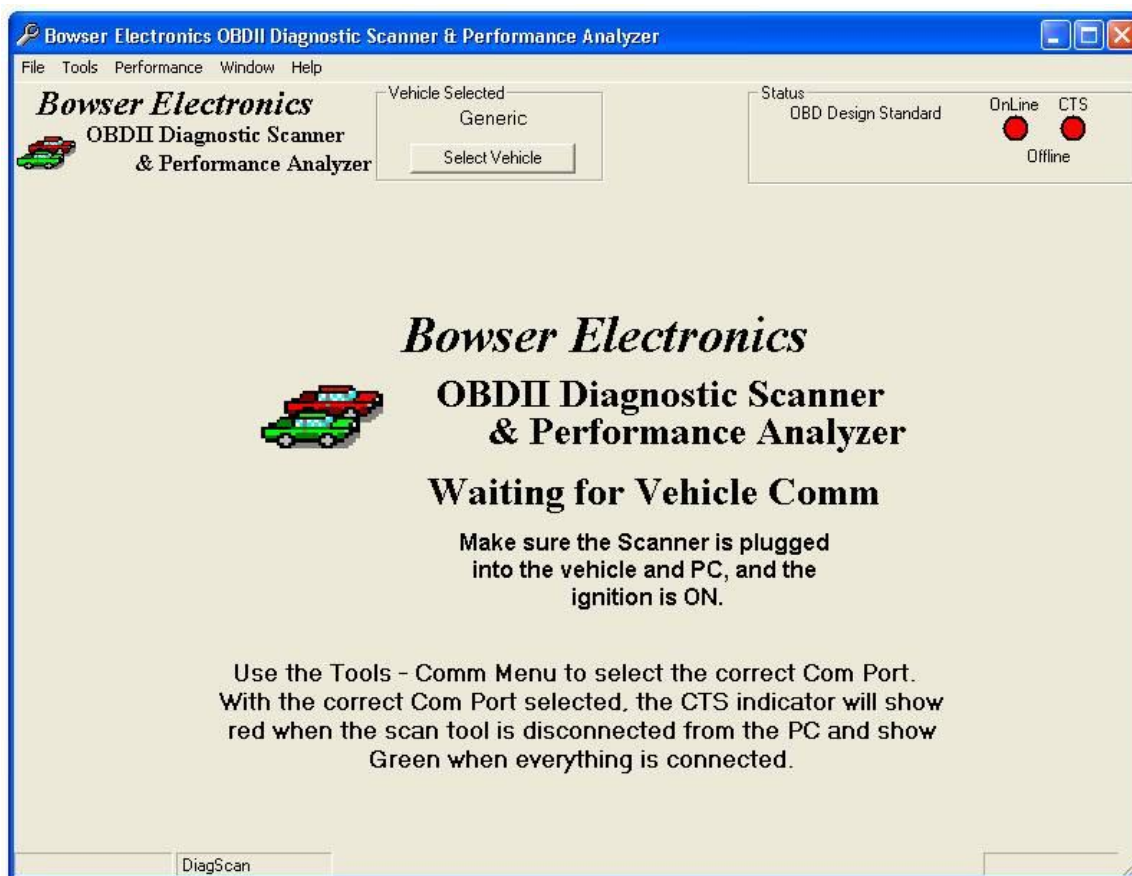 Bowser Electronics OBDII Diagnostic Scanner & Performance Analyzer
File Tools Performance Window Help
Bowser Electronics
OBDII Diagnostic Scanner
& Performance Analyzer
Vehicle Selected
Generic
Select Vehicle
Status
OBD Design Standard
OnLine CTS
Offline
Bowser Electronics
OBDII Diagnostic Scanner
& Performance Analyzer
Waiting for Vehicle Comm
Make sure the Scanner is plugged
into the vehicle and PC, and the
ignition is ON.
Use the Tools - Comm Menu to select the correct Com Port.
With the correct Com Port selected, the CTS indicator will show
red when the scan tool is disconnected from the PC and show
Green when everything is connected.
DiagScan